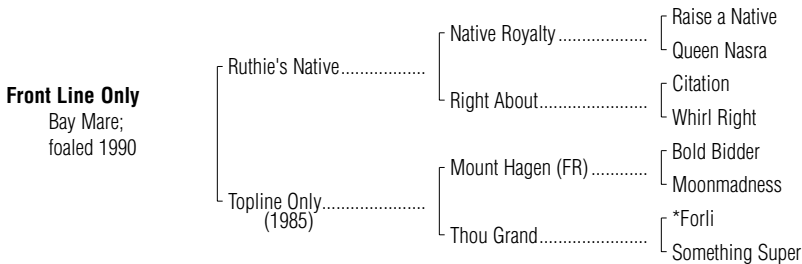 Raise a Native
Native Royalty ....................
Queen Nasra
Ruthie's Native...................
Citation
Right About........................
Whirl Right
Front Line Only
Bay Mare;
foaled 1990
Bold Bidder
Mount Hagen (FR) .............
Moonmadness
Topline Only.......................
(1985)
*Forli
Thou Grand........................
Something Super